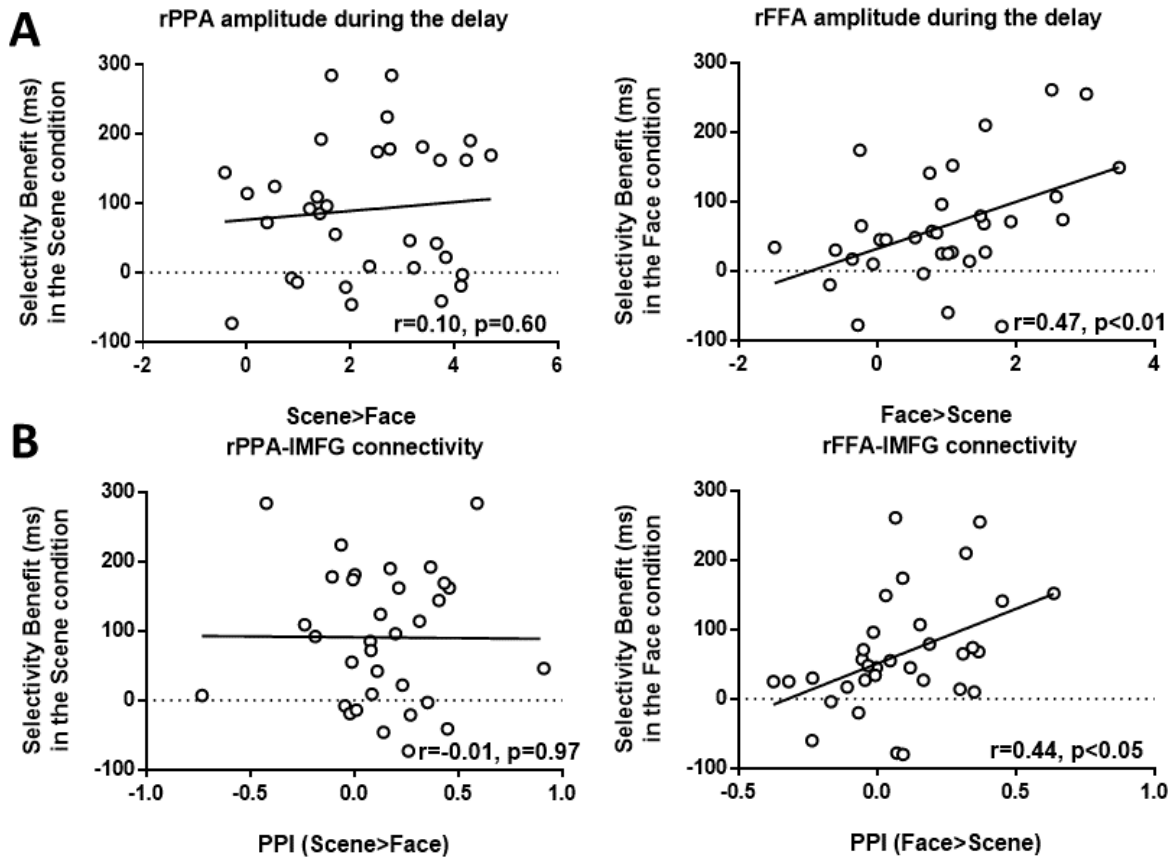 A
rPPA amplitude during the delay
Selectivity Benefit (ms)
in the Scene condition
300
200
100
0
-100
-2
0
2
4
6
r=0.10, p=0.60
Scene>Face
rFFA amplitude during the delay
Selectivity Benefit (ms)
in the Face condition
300
200
100
0
-100
-2
0
2
4
r=0.47, p<0.01
Face>Scene
B
rPPA-lMFG connectivity
Selectivity Benefit (ms)
in the Scene condition
300
200
100
0
-100
-1.0
-0.5
0.0
0.5
1.0
r=-0.01, p=0.97
PPI (Scene>Face)
rFFA-lMFG connectivity
Selectivity Benefit (ms)
in the Face condition
300
200
100
0
-100
-0.5
0.0
0.5
1.0
r=0.44, p<0.05
PPI (Face>Scene)